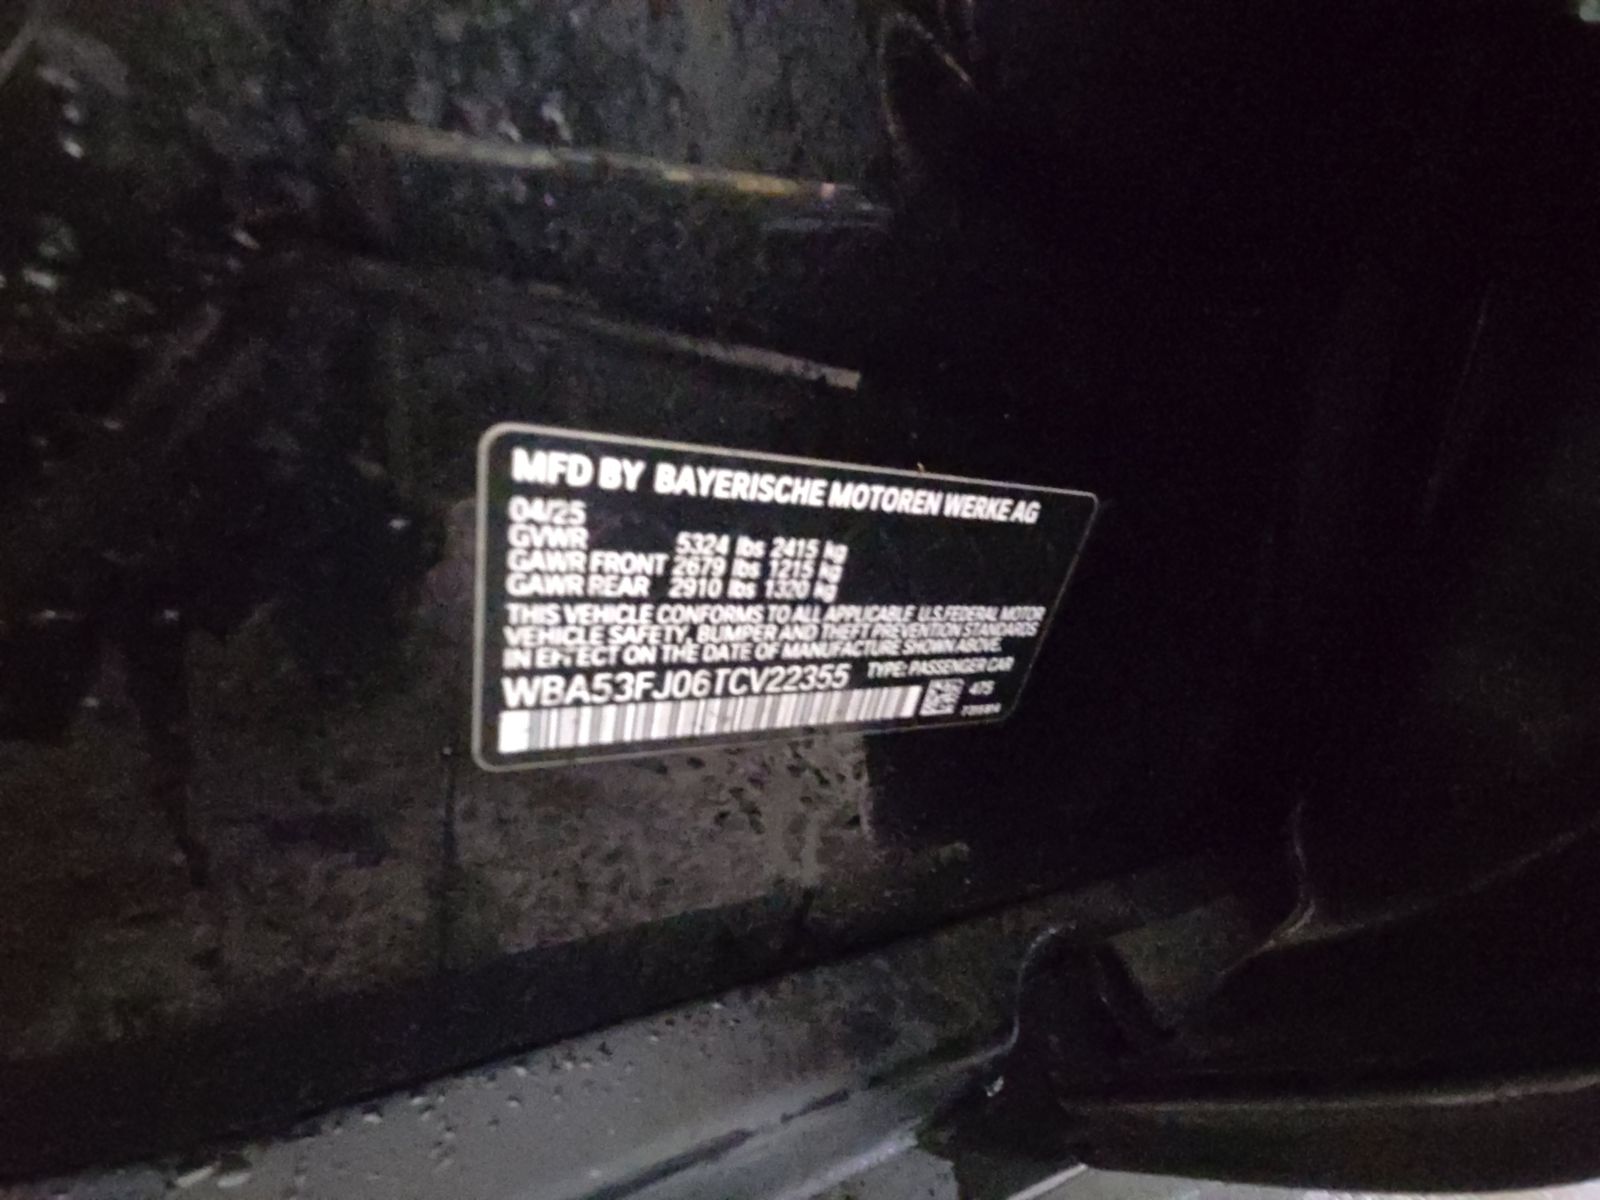 MFD BY BAYERISCHE MOTOREN WERKE AG
04/25
GVWR 5324 lbs 2415 kg
GAWR FRONT 2679 lbs 1215 kg
GAWR REAR 2910 lbs 1320 kg
THIS VEHICLE CONFORMS TO ALL APPLICABLE U.S. FEDERAL MOTOR
VEHICLE SAFETY, BUMPER AND THEFT PREVENTION STANDARDS
IN EFFECT ON THE DATE OF MANUFACTURE SHOWN ABOVE.
WBA53FJ06TCV22355 TYPE: PASSENGER CAR
475